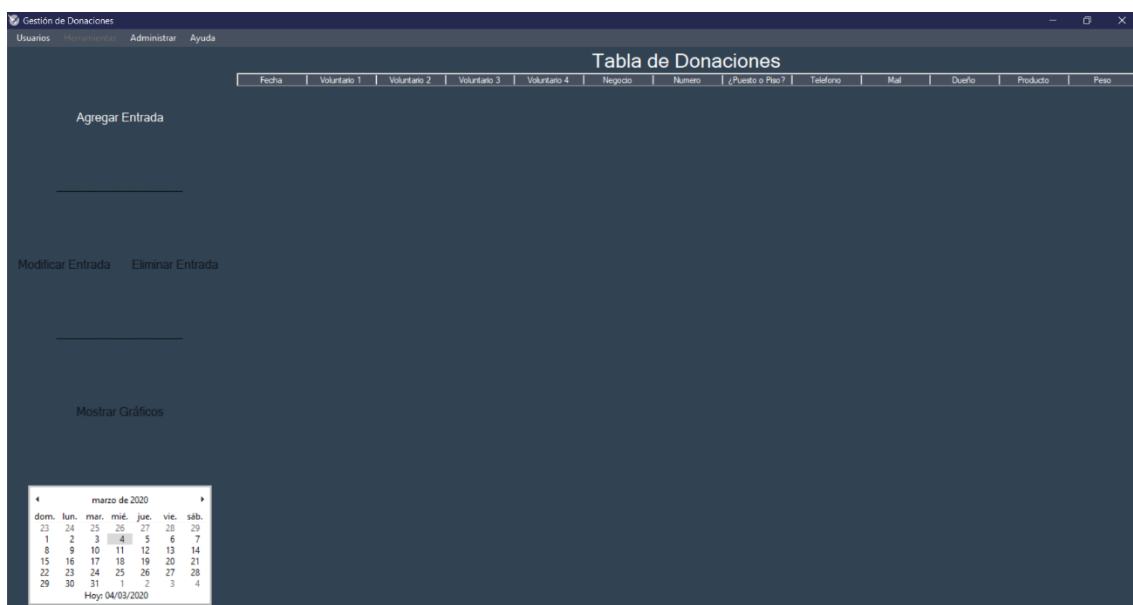 Gestión de Donaciones
Usuarios Herramientas Administrar Ayuda
Tabla de Donaciones
Fecha Voluntario 1 Voluntario 2 Voluntario 3 Voluntario 4 Negocio Numero ¿Puesto o Piso? Telefono Mail Dueño Producto Peso
Agregar Entrada
Modificar Entrada Eliminar Entrada
Mostrar Gráficos
marzo de 2020
dom. lun. mar. mié. jue. vie. sáb.
23 24 25 26 27 28 29
1 2 3 4 5 6 7
8 9 10 11 12 13 14
15 16 17 18 19 20 21
22 23 24 25 26 27 28
29 30 31 1 2 3 4
Hoy: 04/03/2020